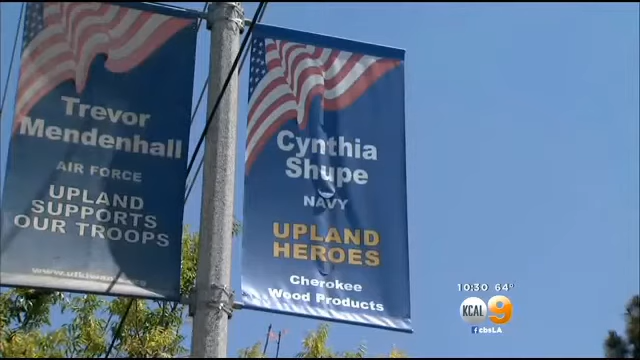 Trevor
Mendenhall
AIR FORCE
UPLAND
SUPPORTS
OUR TROOPS
Cynthia
Shupe
NAVY
UPLAND
HEROES
Cherokee
Wood Products
10:30 64°
KCAL 9
cbsLA